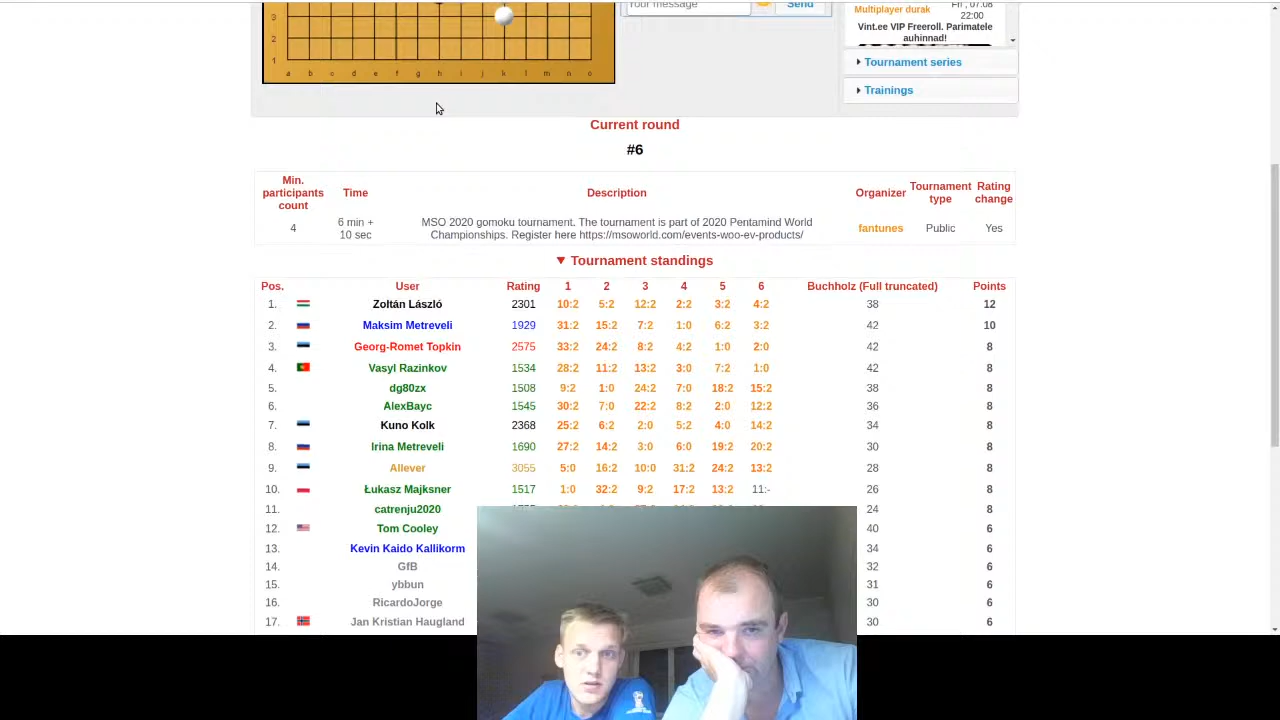 Your message
Send
Multiplayer durak
Fri , 07.08
22:00
Vint.ee VIP Freeroll. Parimatele
auhinnad!
Tournament series
Trainings
3
2
1
a b c d e f g h i j k l m n o
Current round
#6
Min. participants count Time Description Organizer Tournament type Rating change
4 6 min + 10 sec MSO 2020 gomoku tournament. The tournament is part of 2020 Pentamind World Championships. Register here https://msoworld.com/events-woo-ev-products/ fantunes Public Yes
▼ Tournament standings
Pos. User Rating 1 2 3 4 5 6 Buchholz (Full truncated) Points
1. Zoltán László 2301 10:2 5:2 12:2 2:2 3:2 4:2 38 12
2. Maksim Metreveli 1929 31:2 15:2 7:2 1:0 6:2 3:2 42 10
3. Georg-Romet Topkin 2575 33:2 24:2 8:2 4:2 1:0 2:0 42 8
4. Vasyl Razinkov 1534 28:2 11:2 13:2 3:0 7:2 1:0 42 8
5. dg80zx 1508 9:2 1:0 24:2 7:0 18:2 15:2 38 8
6. AlexBayc 1545 30:2 7:0 22:2 8:2 2:0 12:2 36 8
7. Kuno Kolk 2368 25:2 6:2 2:0 5:2 4:0 14:2 34 8
8. Irina Metreveli 1690 27:2 14:2 3:0 6:0 19:2 20:2 30 8
9. Allever 3055 5:0 16:2 10:0 31:2 24:2 13:2 28 8
10. Łukasz Majksner 1517 1:0 32:2 9:2 17:2 13:2 11:- 26 8
11. catrenju2020 24 8
12. Tom Cooley 40 6
13. Kevin Kaido Kallikorm 34 6
14. GfB 32 6
15. ybbun 31 6
16. RicardoJorge 30 6
17. Jan Kristian Haugland 30 6